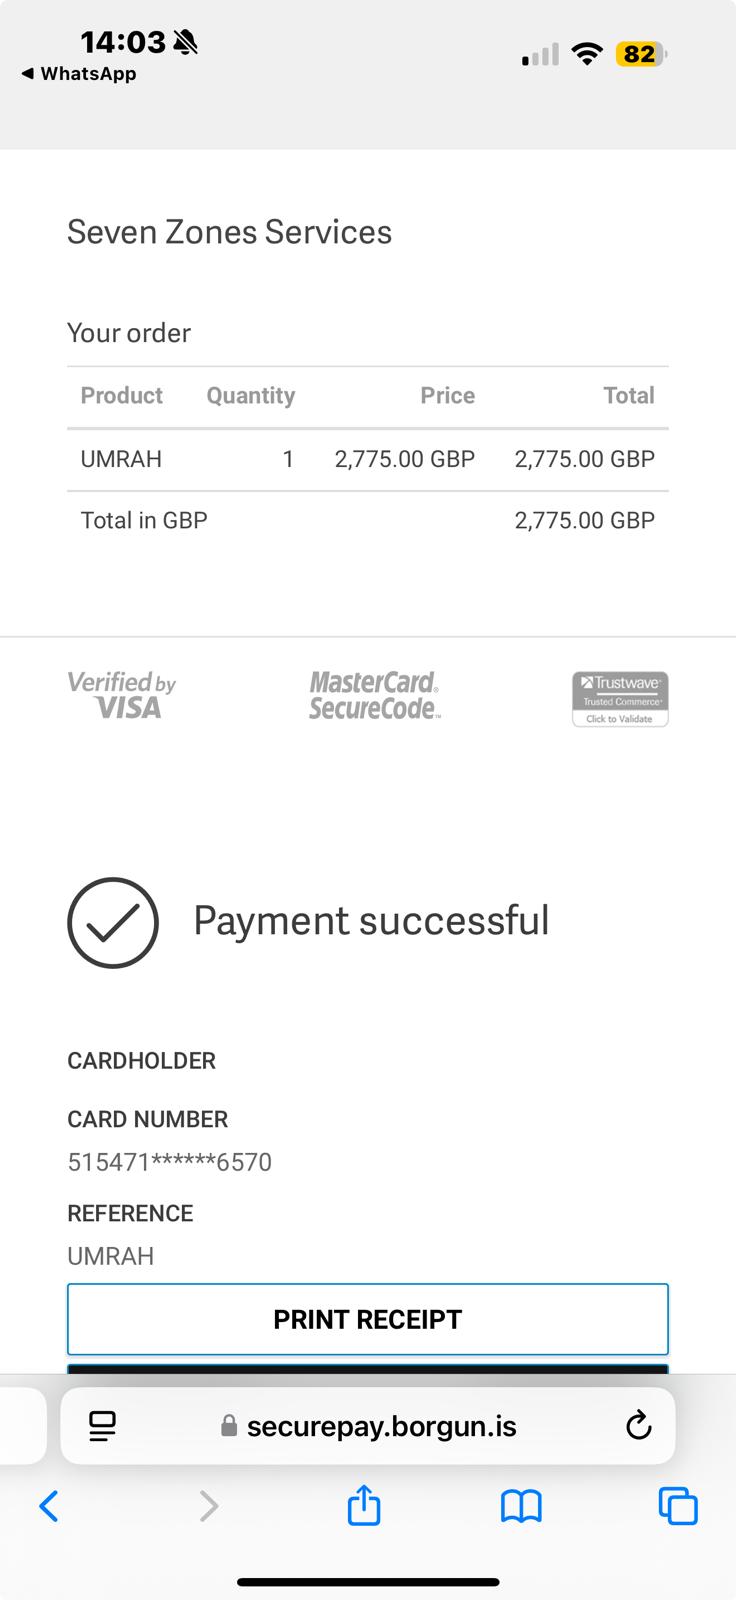 14:03
82
◀ WhatsApp
Seven Zones Services
Your order
Product Quantity Price Total
UMRAH 1 2,775.00 GBP 2,775.00 GBP
Total in GBP 2,775.00 GBP
Verified by VISA
MasterCard® SecureCode™
Trustwave® Trusted Commerce® Click to Validate
Payment successful
CARDHOLDER
CARD NUMBER
515471******6570
REFERENCE
UMRAH
PRINT RECEIPT
securepay.borgun.is